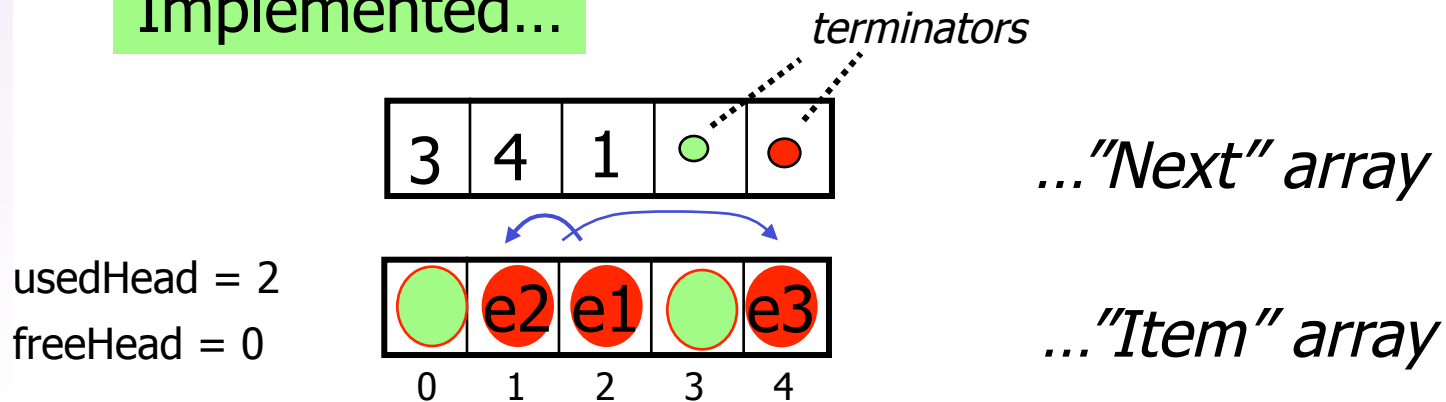 Implemented...
terminators
3 4 1
..."Next" array
usedHead = 2
freeHead = 0
e2 e1 e3
..."Item" array
0 1 2 3 4